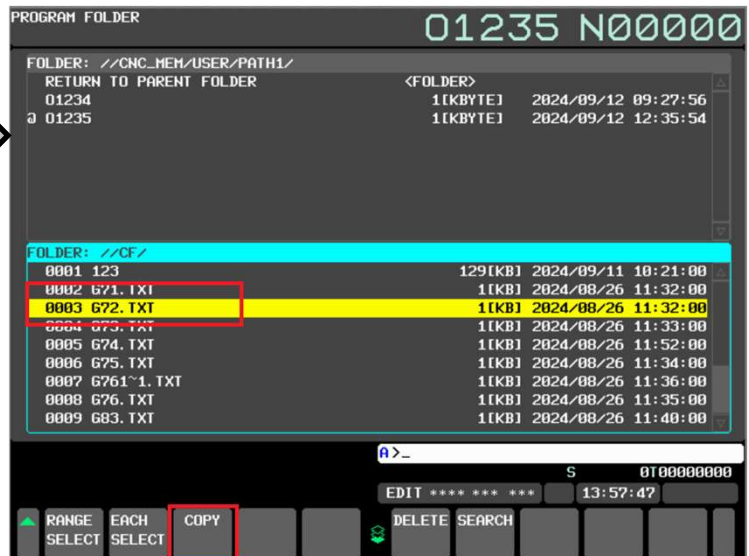 PROGRAM FOLDER
O1235 N00000
FOLDER: //CNC_MEM/USER/PATH1/
RETURN TO PARENT FOLDER <FOLDER>
O1234 1[KBYTE] 2024/09/12 09:27:56
@ O1235 1[KBYTE] 2024/09/12 12:35:54
FOLDER: //CF/
0001 123 129[KB] 2024/09/11 10:21:00
0002 G71.TXT 1[KB] 2024/08/26 11:32:00
0003 G72.TXT 1[KB] 2024/08/26 11:32:00
0004 G73.TXT 1[KB] 2024/08/26 11:33:00
0005 G74.TXT 1[KB] 2024/08/26 11:52:00
0006 G75.TXT 1[KB] 2024/08/26 11:34:00
0007 G761~1.TXT 1[KB] 2024/08/26 11:36:00
0008 G76.TXT 1[KB] 2024/08/26 11:35:00
0009 G83.TXT 1[KB] 2024/08/26 11:40:00
A>_
S 0T00000000
EDIT **** *** *** 13:57:47
RANGE SELECT
EACH SELECT
COPY
DELETE
SEARCH